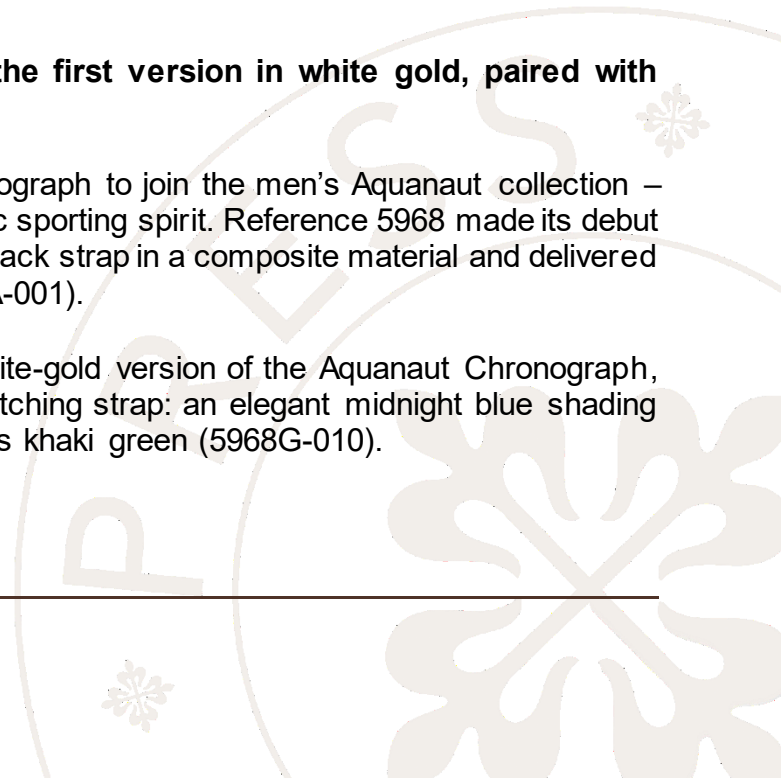 the first version in white gold, paired with
ograph to join the men’s Aquanaut collection –
c sporting spirit. Reference 5968 made its debut
ack strap in a composite material and delivered
-001).
ite-gold version of the Aquanaut Chronograph,
tching strap: an elegant midnight blue shading
s khaki green (5968G-010).
PRESS